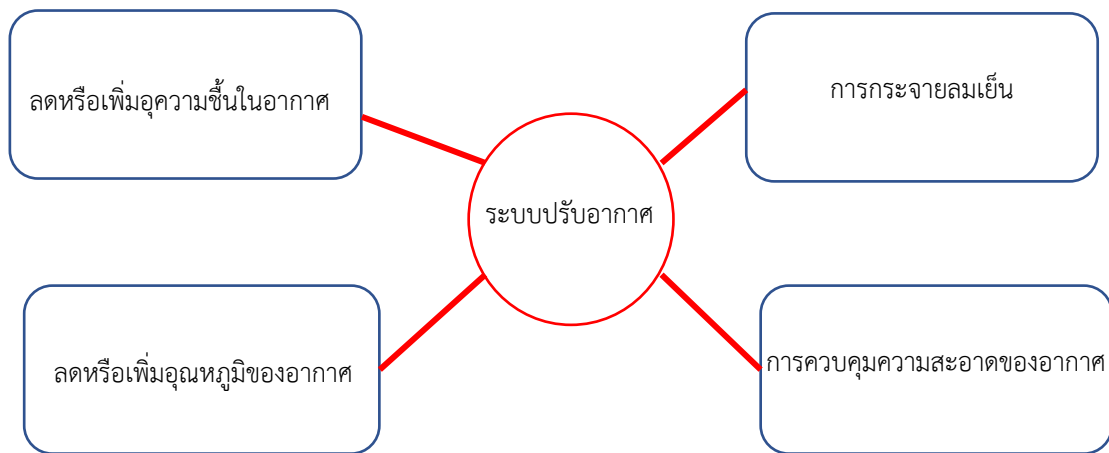 ลดหรือเพิ่มอุความชื้นในอากาศ
การกระจายลมเย็น
ระบบปรับอากาศ
ลดหรือเพิ่มอุณหภูมิของอากาศ
การควบคุมความสะอาดของอากาศ